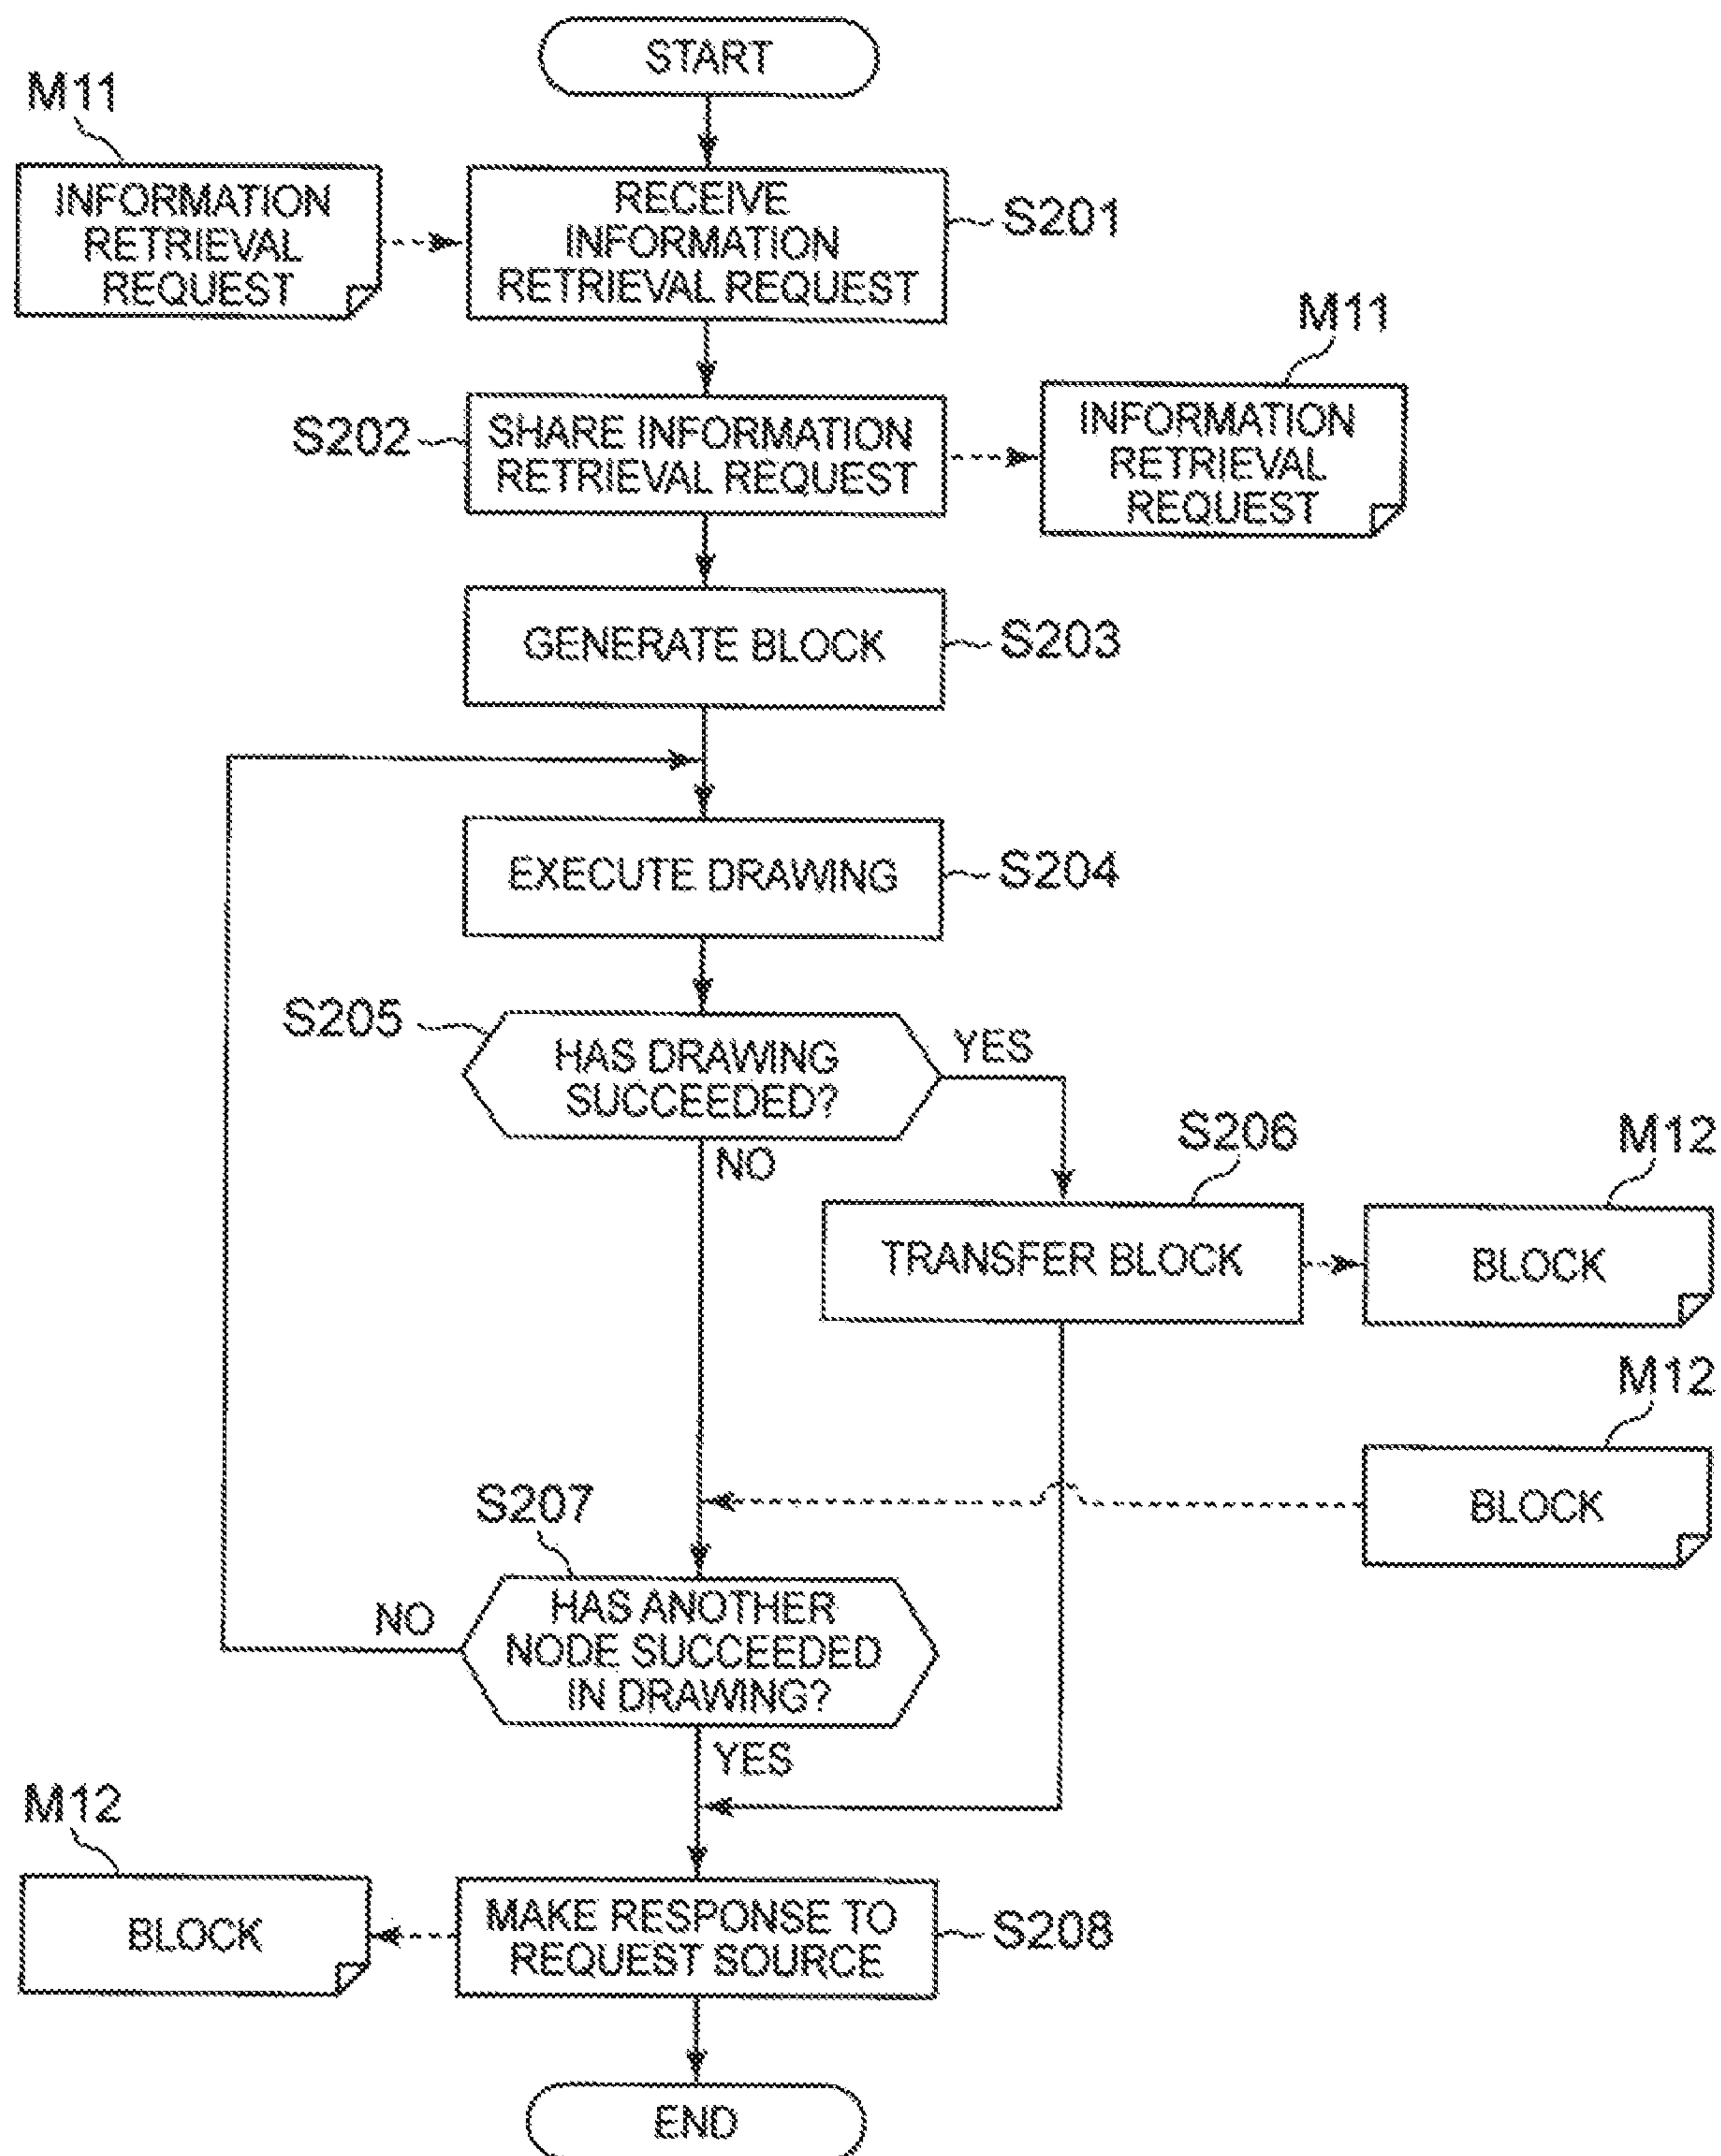 START
M11
INFORMATION
RETRIEVAL
REQUEST
RECEIVE
INFORMATION
RETRIEVAL REQUEST
S201
M11
S202
SHARE INFORMATION
RETRIEVAL REQUEST
INFORMATION
RETRIEVAL
REQUEST
GENERATE BLOCK
S203
EXECUTE DRAWING
S204
S205
HAS DRAWING
SUCCEEDED?
YES
NO
S206
M12
TRANSFER BLOCK
BLOCK
M12
BLOCK
S207
NO
HAS ANOTHER
NODE SUCCEEDED
IN DRAWING?
YES
M12
BLOCK
MAKE RESPONSE TO
REQUEST SOURCE
S208
END